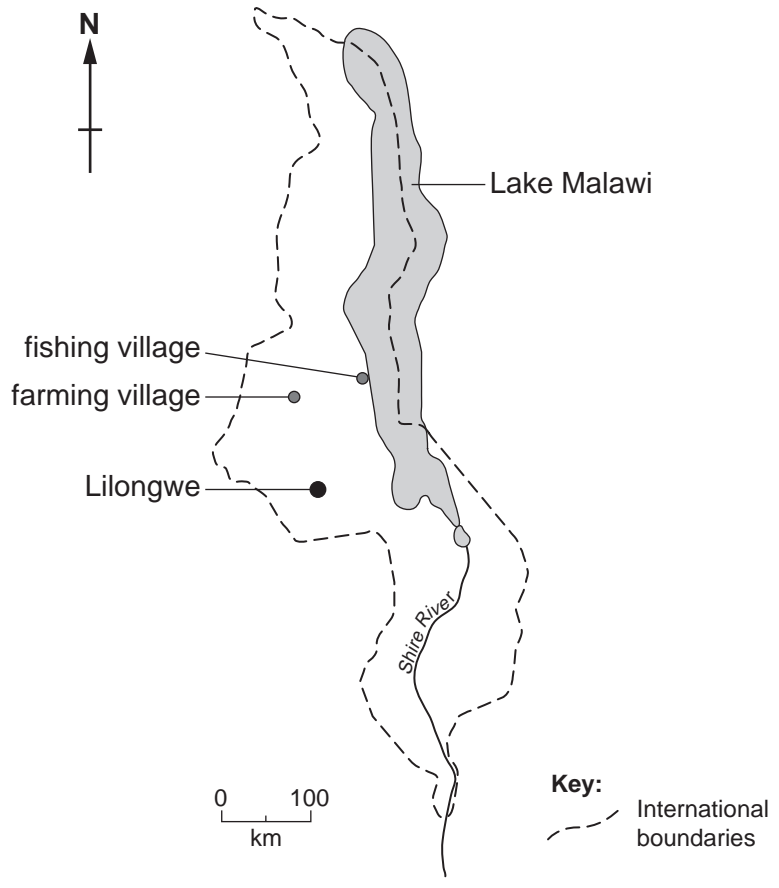 N
Lake Malawi
fishing village
farming village
Lilongwe
Shire River
0 100
km
Key:
International
boundaries